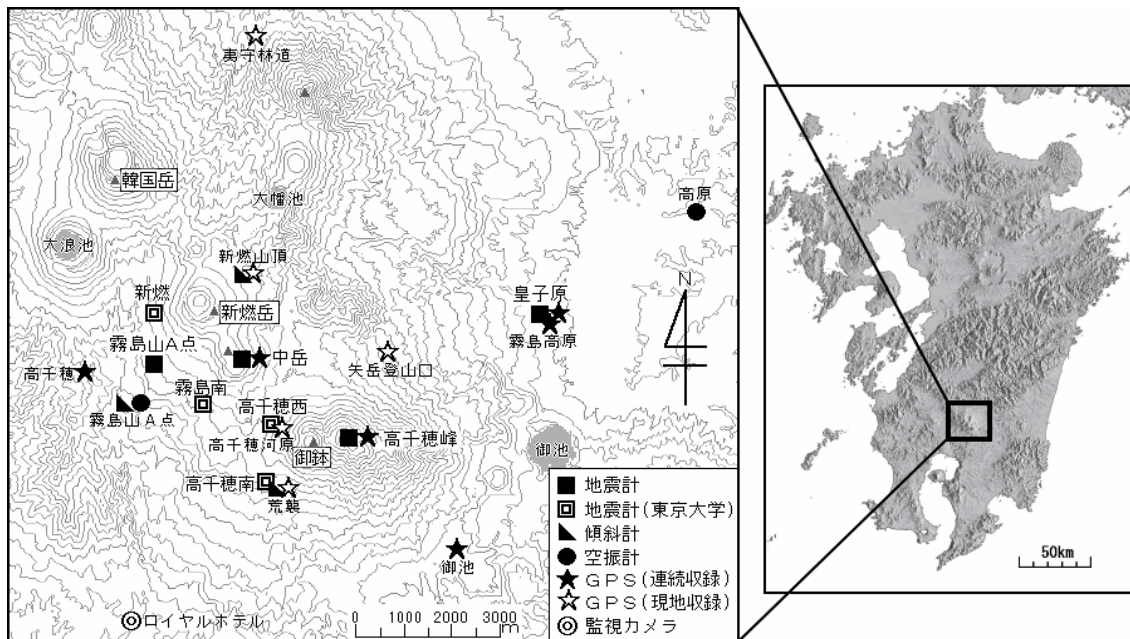 夷守林道
韓国岳
大幡池
高原
大浪池
新燃山頂
N
新燃
新燃岳
皇子原
霧島高原
霧島山A点
中岳
矢岳登山口
高千穂
霧島南
霧島山A点
高千穂西
高千穂河原
御鉢
高千穂峰
御池
高千穂南
荒襲
御池
ロイヤルホテル
0 1000 2000 3000
m
地震計
地震計(東京大学)
傾斜計
空振計
GPS(連続収録)
GPS(現地収録)
監視カメラ
50km